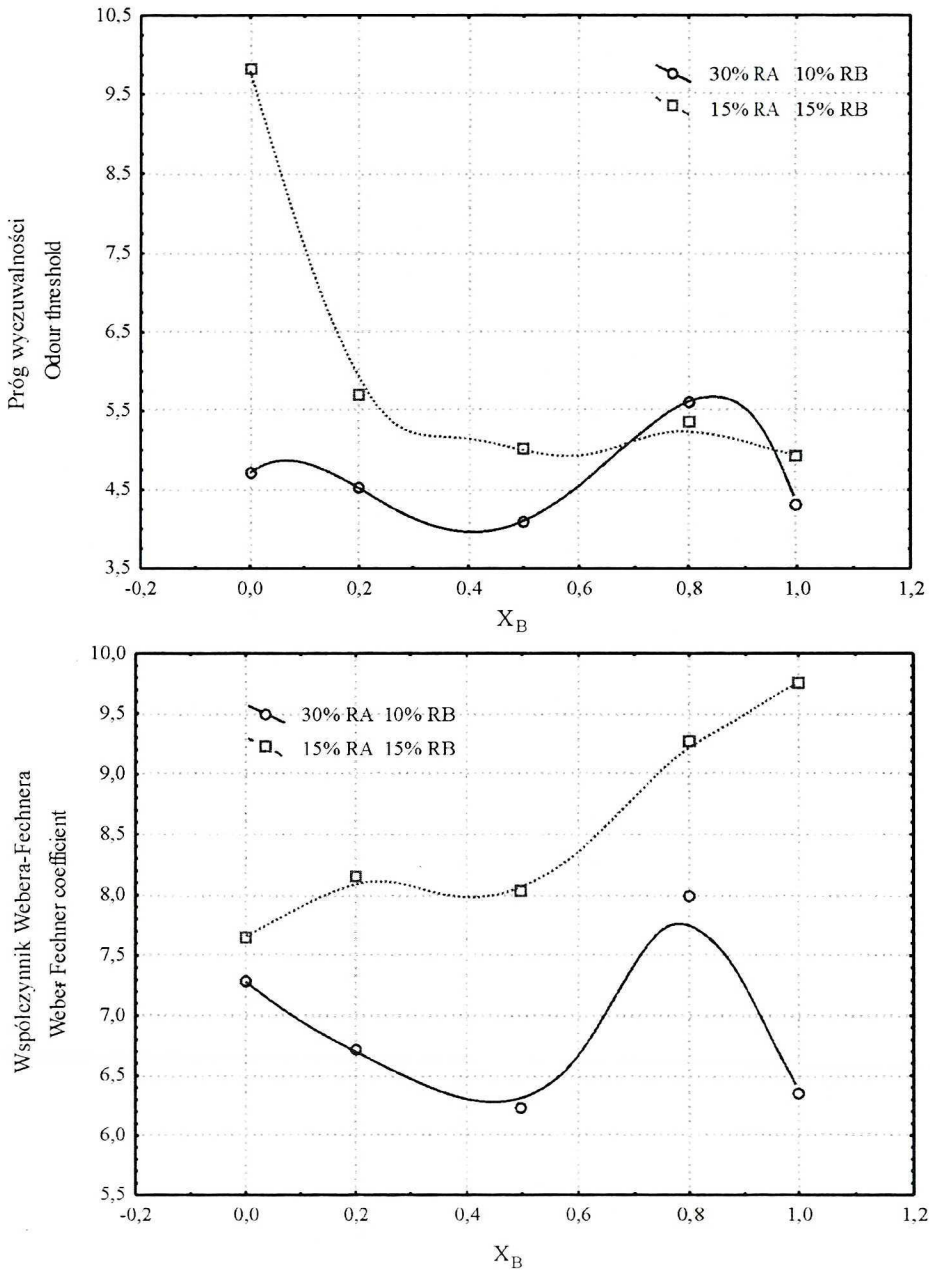 Próg wyczuwalności
Odour threshold
10,5
9,5
8,5
7,5
6,5
5,5
4,5
3,5
30% RA 10% RB
15% RA 15% RB
-0,2 0,0 0,2 0,4 0,6 0,8 1,0 1,2
X_B
Współczynnik Webera-Fechnera
Weber Fechner coefficient
10,0
9,5
9,0
8,5
8,0
7,5
7,0
6,5
6,0
5,5
30% RA 10% RB
15% RA 15% RB
-0,2 0,0 0,2 0,4 0,6 0,8 1,0 1,2
X_B